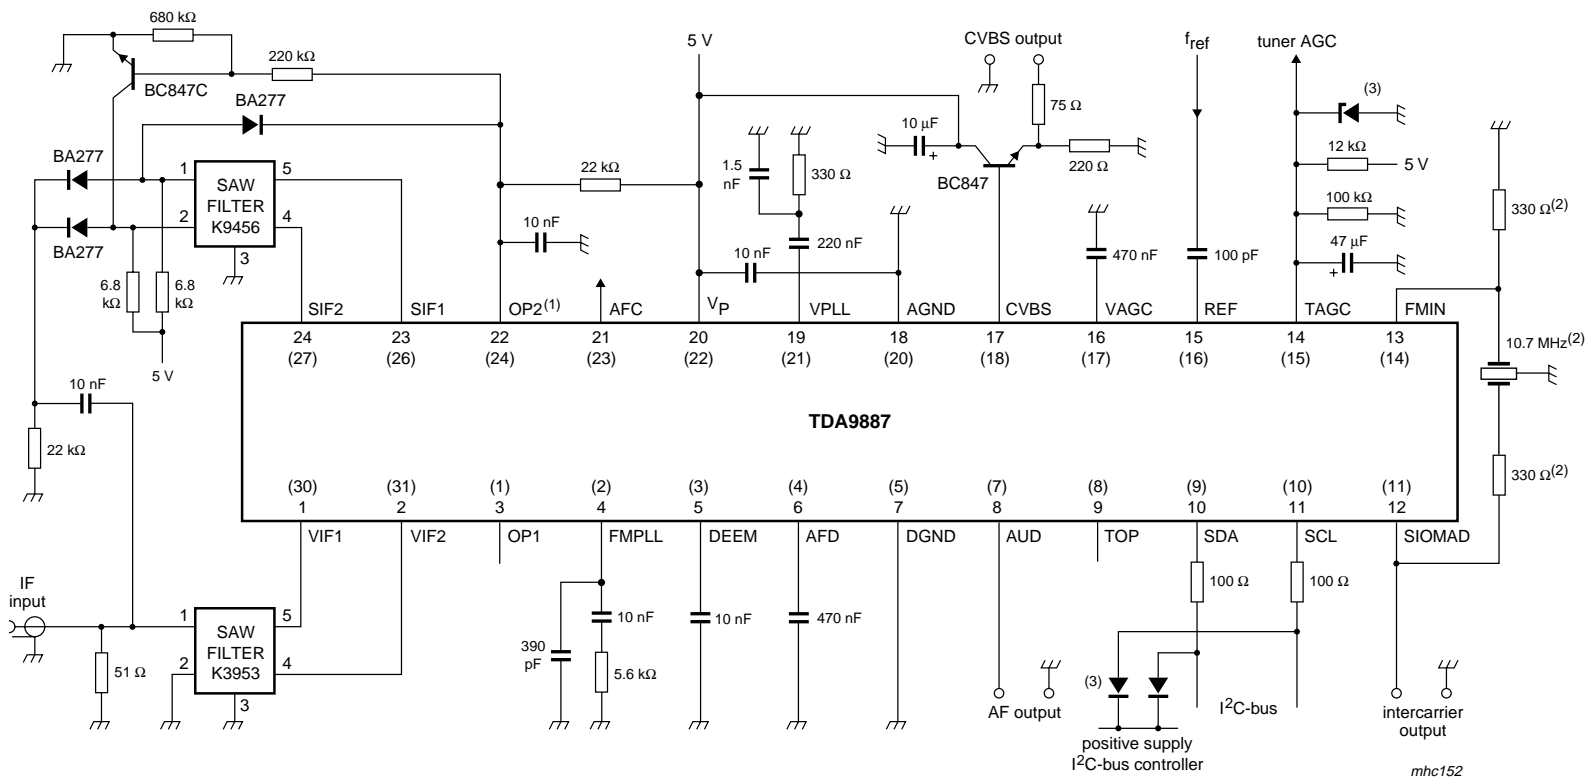 680 kΩ
220 kΩ
BC847C
BA277
BA277
BA277
1
2
5
4
3
SAW
FILTER
K9456
6.8
kΩ
6.8
kΩ
5 V
10 nF
22 kΩ
22 kΩ
10 nF
5 V
10 nF
1.5
nF
330 Ω
220 nF
10 µF
+
CVBS output
75 Ω
220 Ω
BC847
470 nF
fref
100 pF
tuner AGC
(3)
12 kΩ
5 V
100 kΩ
47 µF
+
330 Ω(2)
10.7 MHz(2)
330 Ω(2)
SIF2
SIF1
OP2(1)
AFC
VP
VPLL
AGND
CVBS
VAGC
REF
TAGC
FMIN
24 23 22 21 20 19 18 17 16 15 14 13
(27) (26) (24) (23) (22) (21) (20) (18) (17) (16) (15) (14)
TDA9887
(30) (31) (1) (2) (3) (4) (5) (7) (8) (9) (10) (11)
1 2 3 4 5 6 7 8 9 10 11 12
VIF1
VIF2
OP1
FMPLL
DEEM
AFD
DGND
AUD
TOP
SDA
SCL
SIOMAD
IF
input
51 Ω
1
2
5
4
3
SAW
FILTER
K3953
390
pF
10 nF
5.6 kΩ
10 nF
470 nF
AF output
100 Ω
100 Ω
(3)
I2C-bus
positive supply
I2C-bus controller
intercarrier
output
mhc152